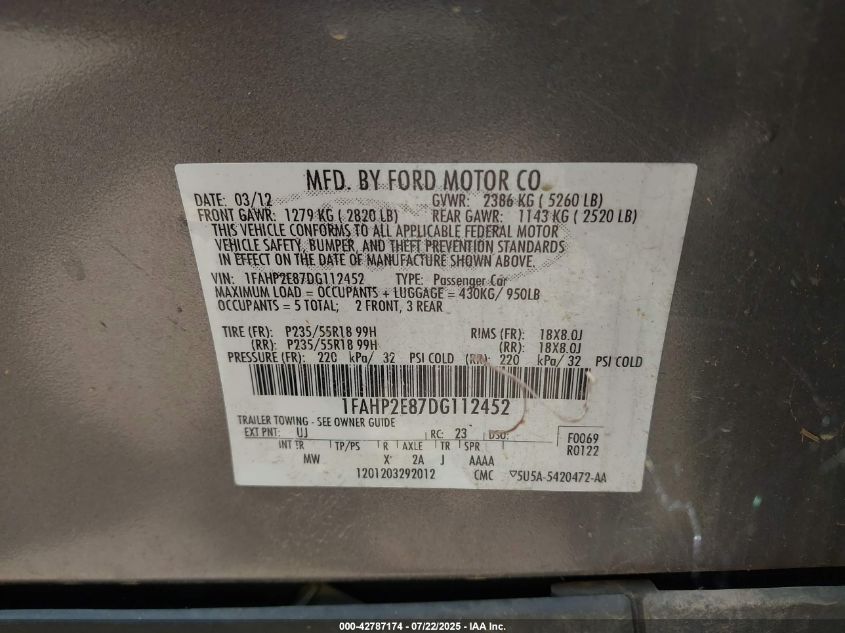 MFD. BY FORD MOTOR CO.
DATE: 03/12 GVWR: 2386 KG ( 5260 LB)
FRONT GAWR: 1279 KG ( 2820 LB) REAR GAWR: 1143 KG ( 2520 LB)
THIS VEHICLE CONFORMS TO ALL APPLICABLE FEDERAL MOTOR
VEHICLE SAFETY, BUMPER, AND THEFT PREVENTION STANDARDS
IN EFFECT ON THE DATE OF MANUFACTURE SHOWN ABOVE.
VIN: 1FAHP2E87DG112452 TYPE: Passenger Car
MAXIMUM LOAD = OCCUPANTS + LUGGAGE = 430KG/ 950LB
OCCUPANTS = 5 TOTAL; 2 FRONT, 3 REAR
TIRE (FR): P235/55R18 99H RIMS (FR): 18X8.0J
(RR): P235/55R18 99H (RR): 18X8.0J
PRESSURE (FR): 220 kPa/ 32 PSI COLD (RR): 220 kPa/ 32 PSI COLD
1FAHP2E87DG112452
TRAILER TOWING - SEE OWNER GUIDE
EXT PNT: UJ RC: 23 DSO: F0069
INT TR TP/PS R AXLE TR SPR R0122
MW X 2A J AAAA
1201203292012 CMC ▽5U5A-5420472-AA
000-42787174 - 07/22/2025 - IAA Inc.